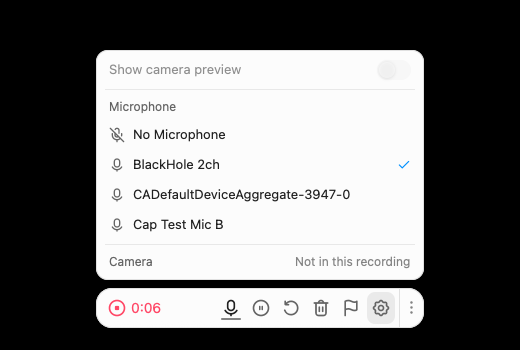 Show camera preview
Microphone
No Microphone
BlackHole 2ch
CADefaultDeviceAggregate-3947-0
Cap Test Mic B
Camera Not in this recording
0:06